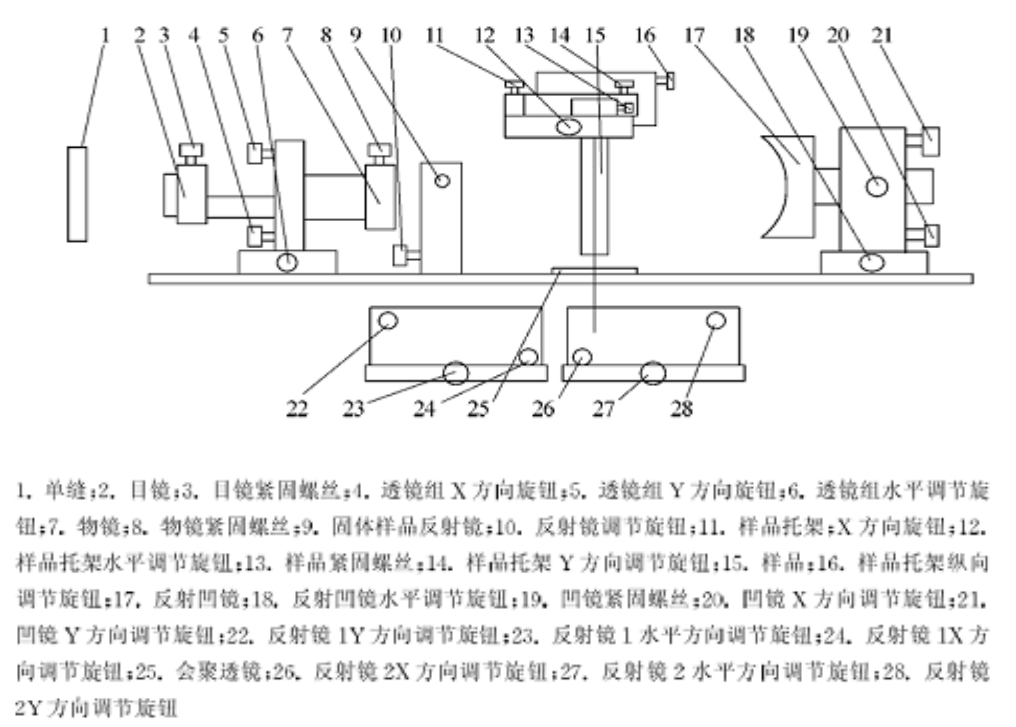 1 2 3 4 5 6 7 8 9 10 11 12 13 14 15 16 17 18 19 20 21
22 23 24 25 26 27 28
1. 单缝;2. 目镜;3. 目镜紧固螺丝;4. 透镜组 X 方向旋钮;5. 透镜组 Y 方向旋钮;6. 透镜组水平调节旋
钮;7. 物镜;8. 物镜紧固螺丝;9. 固体样品反射镜;10. 反射镜调节旋钮;11. 样品托架;X 方向旋钮;12.
样品托架水平调节旋钮;13. 样品紧固螺丝;14. 样品托架 Y 方向调节旋钮;15. 样品;16. 样品托架纵向
调节旋钮;17. 反射凹镜;18. 反射凹镜水平调节旋钮;19. 凹镜紧固螺丝;20. 凹镜 X 方向调节旋钮;21.
凹镜 Y 方向调节旋钮;22. 反射镜 1Y 方向调节旋钮;23. 反射镜 1 水平方向调节旋钮;24. 反射镜 1X 方
向调节旋钮;25. 会聚透镜;26. 反射镜 2X 方向调节旋钮;27. 反射镜 2 水平方向调节旋钮;28. 反射镜
2Y 方向调节旋钮